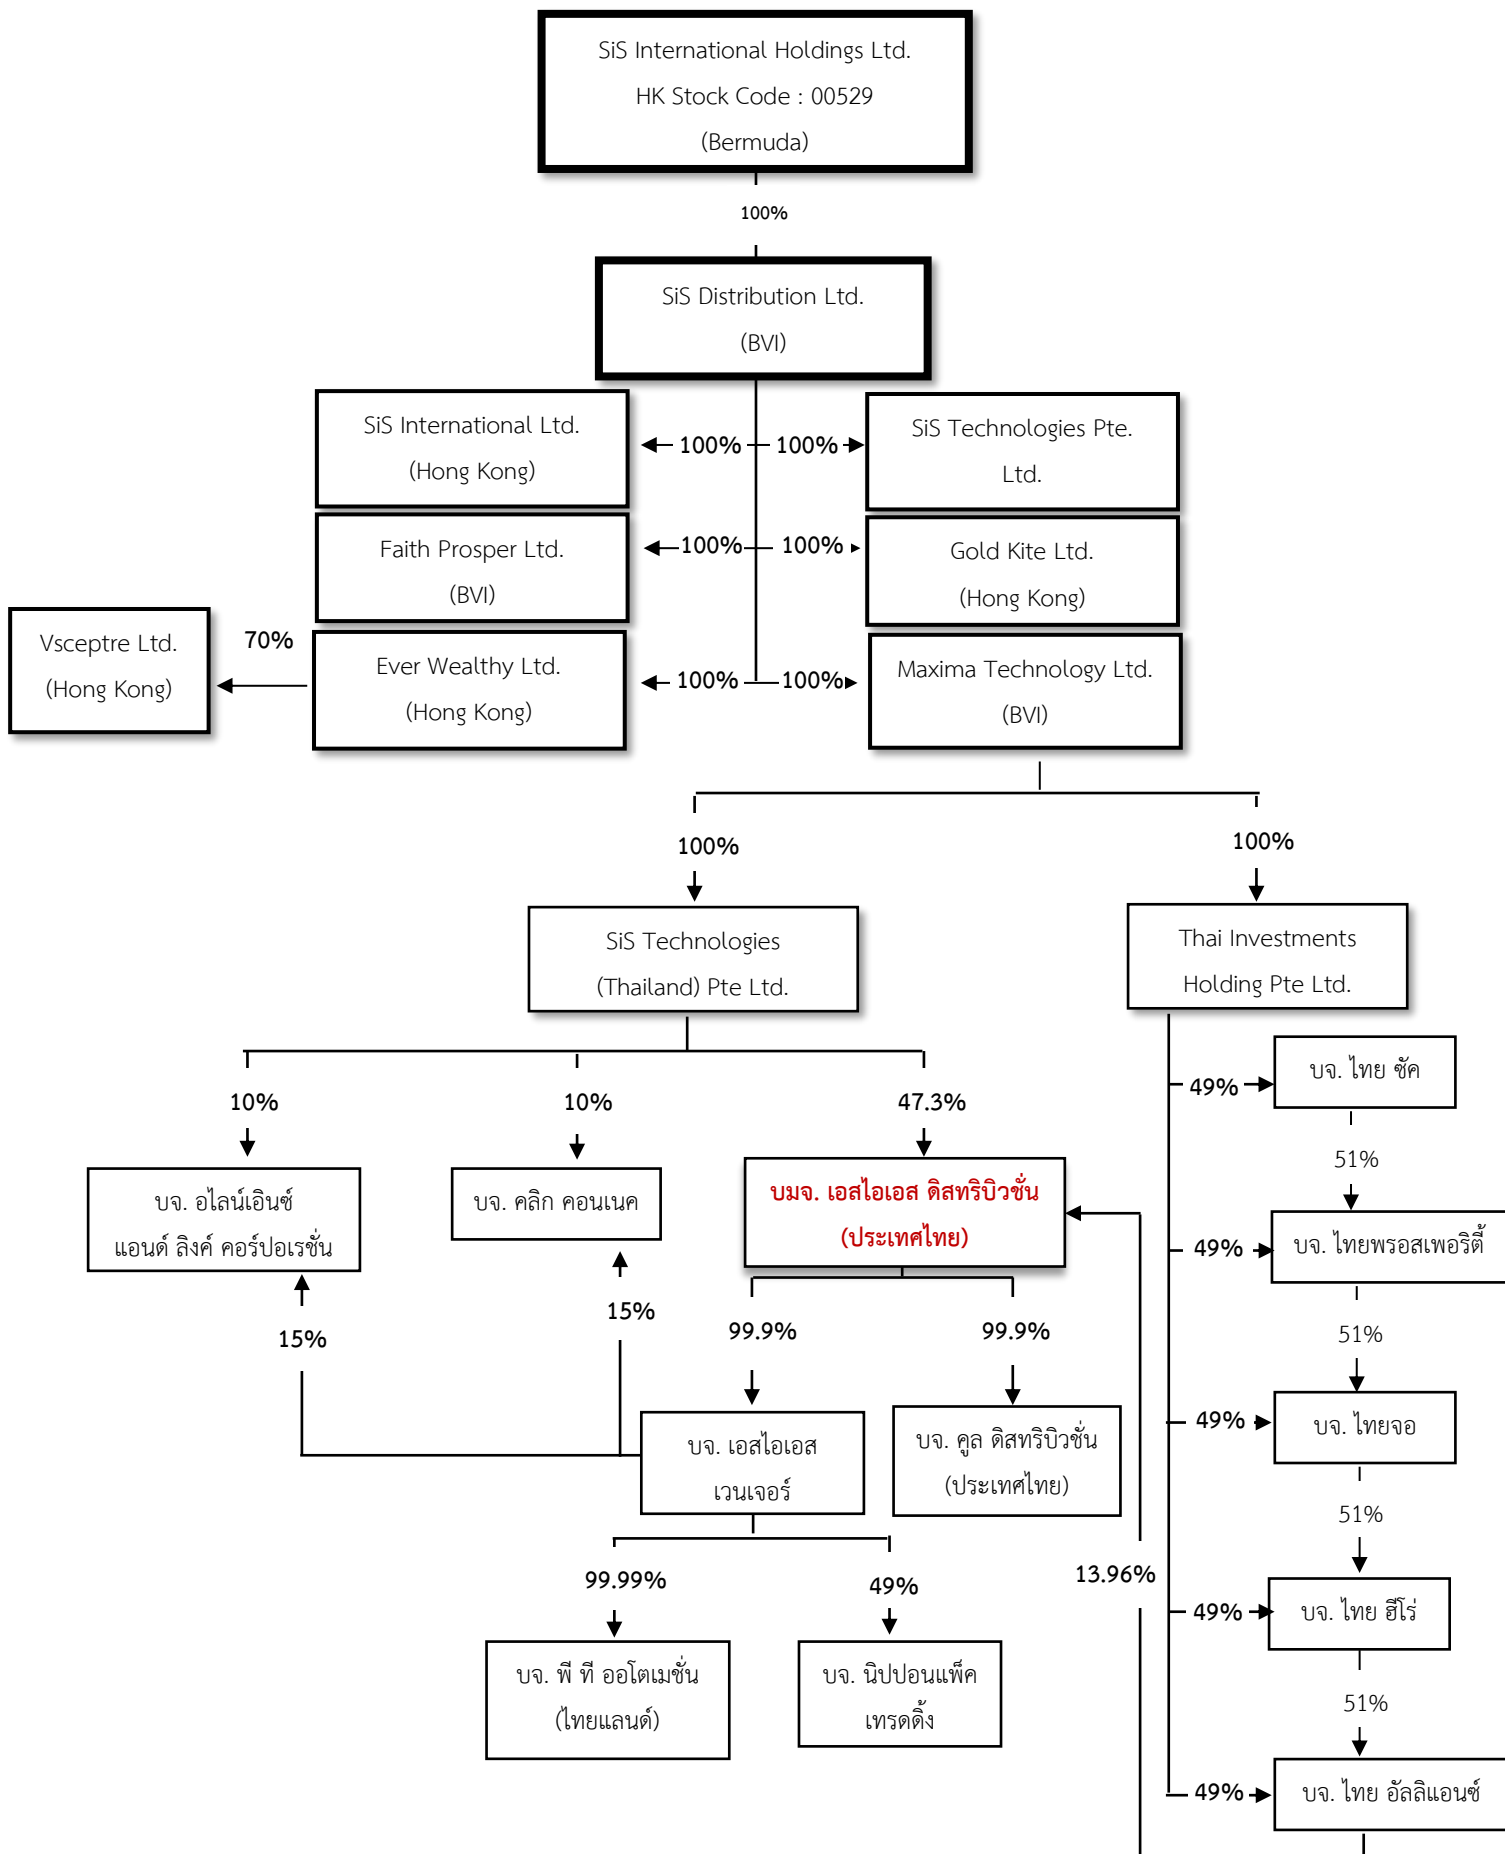 SiS International Holdings Ltd.
HK Stock Code : 00529
(Bermuda)
100%
SiS Distribution Ltd.
(BVI)
SiS International Ltd.
(Hong Kong)
100%
100%
SiS Technologies Pte.
Ltd.
Faith Prosper Ltd.
(BVI)
100%
100%
Gold Kite Ltd.
(Hong Kong)
Vsceptre Ltd.
(Hong Kong)
70%
Ever Wealthy Ltd.
(Hong Kong)
100%
100%
Maxima Technology Ltd.
(BVI)
100%
100%
SiS Technologies
(Thailand) Pte Ltd.
Thai Investments
Holding Pte Ltd.
10%
10%
47.3%
49%
บจ. ไทย ซัค
51%
บจ. อไลน์เอินซ์
แอนด์ ลิงค์ คอร์ปอเรชั่น
บจ. คลิก คอนเนค
บมจ. เอสไอเอส ดิสทริบิวชั่น
(ประเทศไทย)
49%
บจ. ไทยพรอสเพอริตี้
15%
15%
99.9%
99.9%
51%
บจ. เอสไอเอส
เวนเจอร์
บจ. คูล ดิสทริบิวชั่น
(ประเทศไทย)
49%
บจ. ไทยจอ
51%
99.99%
49%
13.96%
49%
บจ. ไทย ฮีโร่
บจ. พี ที ออโตเมชั่น
(ไทยแลนด์)
บจ. นิปปอนแพ็ค
เทรดดิ้ง
51%
49%
บจ. ไทย อัลลิแอนซ์